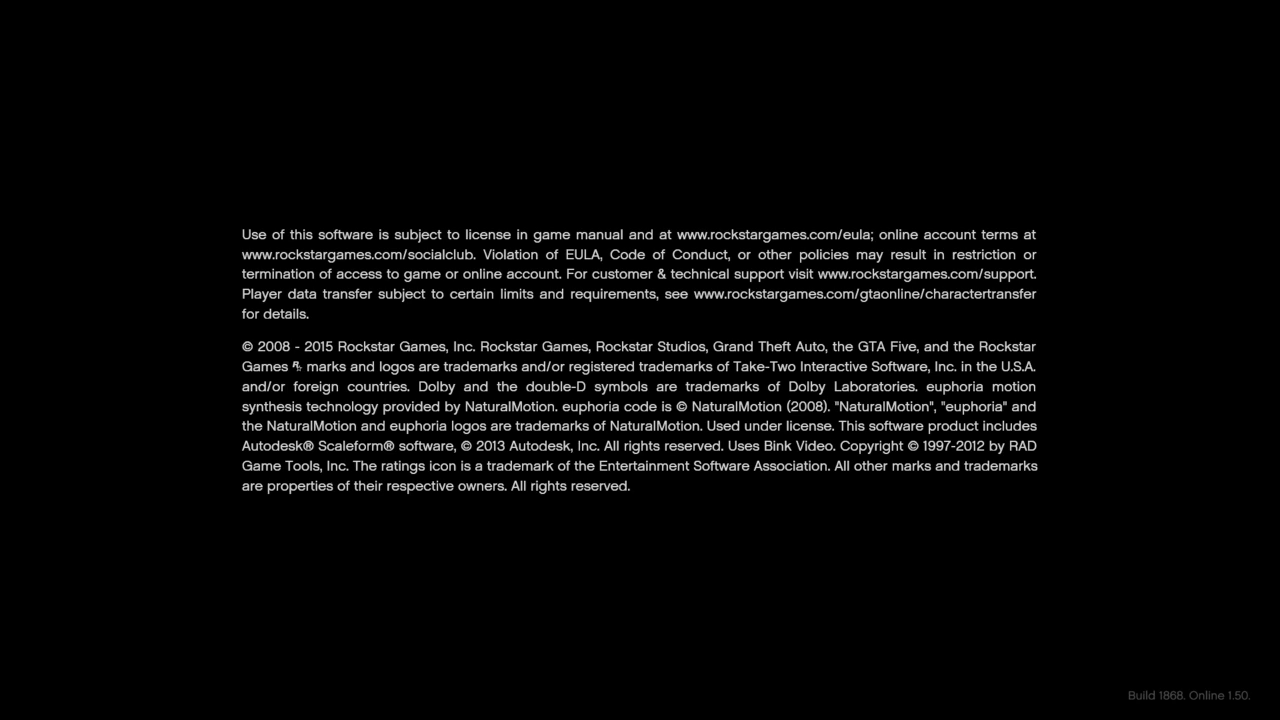 Use of this software is subject to license in game manual and at www.rockstargames.com/eula; online account terms at
www.rockstargames.com/socialclub. Violation of EULA, Code of Conduct, or other policies may result in restriction or
termination of access to game or online account. For customer & technical support visit www.rockstargames.com/support.
Player data transfer subject to certain limits and requirements, see www.rockstargames.com/gtaonline/charactertransfer
for details.
© 2008 - 2015 Rockstar Games, Inc. Rockstar Games, Rockstar Studios, Grand Theft Auto, the GTA Five, and the Rockstar
Games R* marks and logos are trademarks and/or registered trademarks of Take-Two Interactive Software, Inc. in the U.S.A.
and/or foreign countries. Dolby and the double-D symbols are trademarks of Dolby Laboratories. euphoria motion
synthesis technology provided by NaturalMotion. euphoria code is © NaturalMotion (2008). "NaturalMotion", "euphoria" and
the NaturalMotion and euphoria logos are trademarks of NaturalMotion. Used under license. This software product includes
Autodesk® Scaleform® software, © 2013 Autodesk, Inc. All rights reserved. Uses Bink Video. Copyright © 1997-2012 by RAD
Game Tools, Inc. The ratings icon is a trademark of the Entertainment Software Association. All other marks and trademarks
are properties of their respective owners. All rights reserved.
Build 1868. Online 1.50.